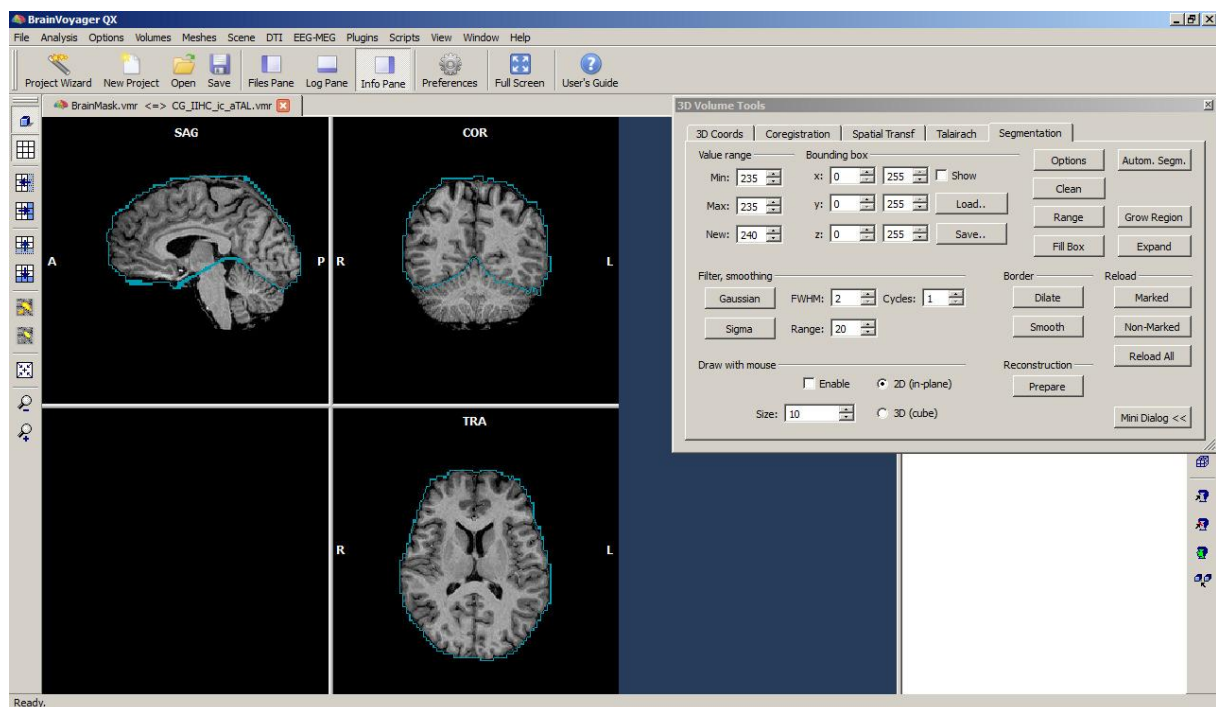 BrainVoyager QX
File Analysis Options Volumes Meshes Scene DTI EEG-MEG Plugins Scripts View Window Help
Project Wizard New Project Open Save Files Pane Log Pane Info Pane Preferences Full Screen User's Guide
BrainMask.vmr <=> CG_IIHC_ic_aTAL.vmr
SAG
A P
COR
R L
TRA
R L
3D Volume Tools
3D Coords Coregistration Spatial Transf Talairach Segmentation
Value range Bounding box
Min: 235 x: 0 255 Show Options Autom. Segm.
Clean
Max: 235 y: 0 255 Load..
Range Grow Region
New: 240 z: 0 255 Save..
Fill Box Expand
Filter, smoothing Border Reload
Gaussian FWHM: 2 Cycles: 1 Dilate Marked
Sigma Range: 20 Smooth Non-Marked
Reload All
Draw with mouse Reconstruction
Enable 2D (in-plane) Prepare
Size: 10 3D (cube) Mini Dialog <<
Ready.